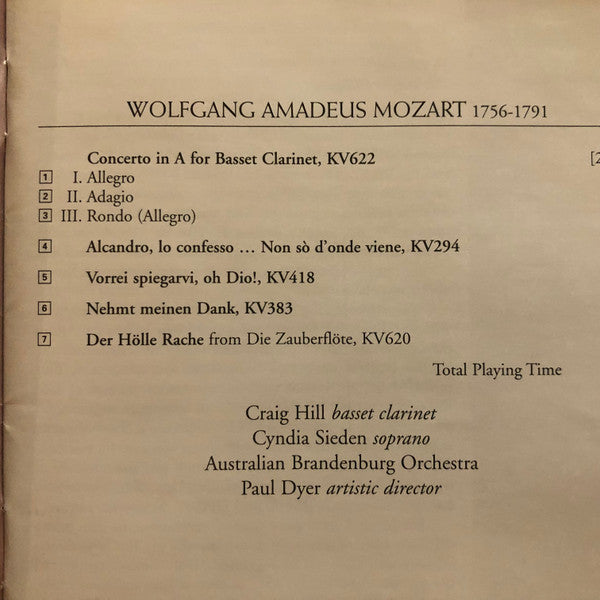 WOLFGANG AMADEUS MOZART 1756-1791
Concerto in A for Basset Clarinet, KV622 [2
1 I. Allegro
2 II. Adagio
3 III. Rondo (Allegro)
4 Alcandro, lo confesso … Non sò d'onde viene, KV294
5 Vorrei spiegarvi, oh Dio!, KV418
6 Nehmt meinen Dank, KV383
7 Der Hölle Rache from Die Zauberflöte, KV620
Total Playing Time
Craig Hill basset clarinet
Cyndia Sieden soprano
Australian Brandenburg Orchestra
Paul Dyer artistic director